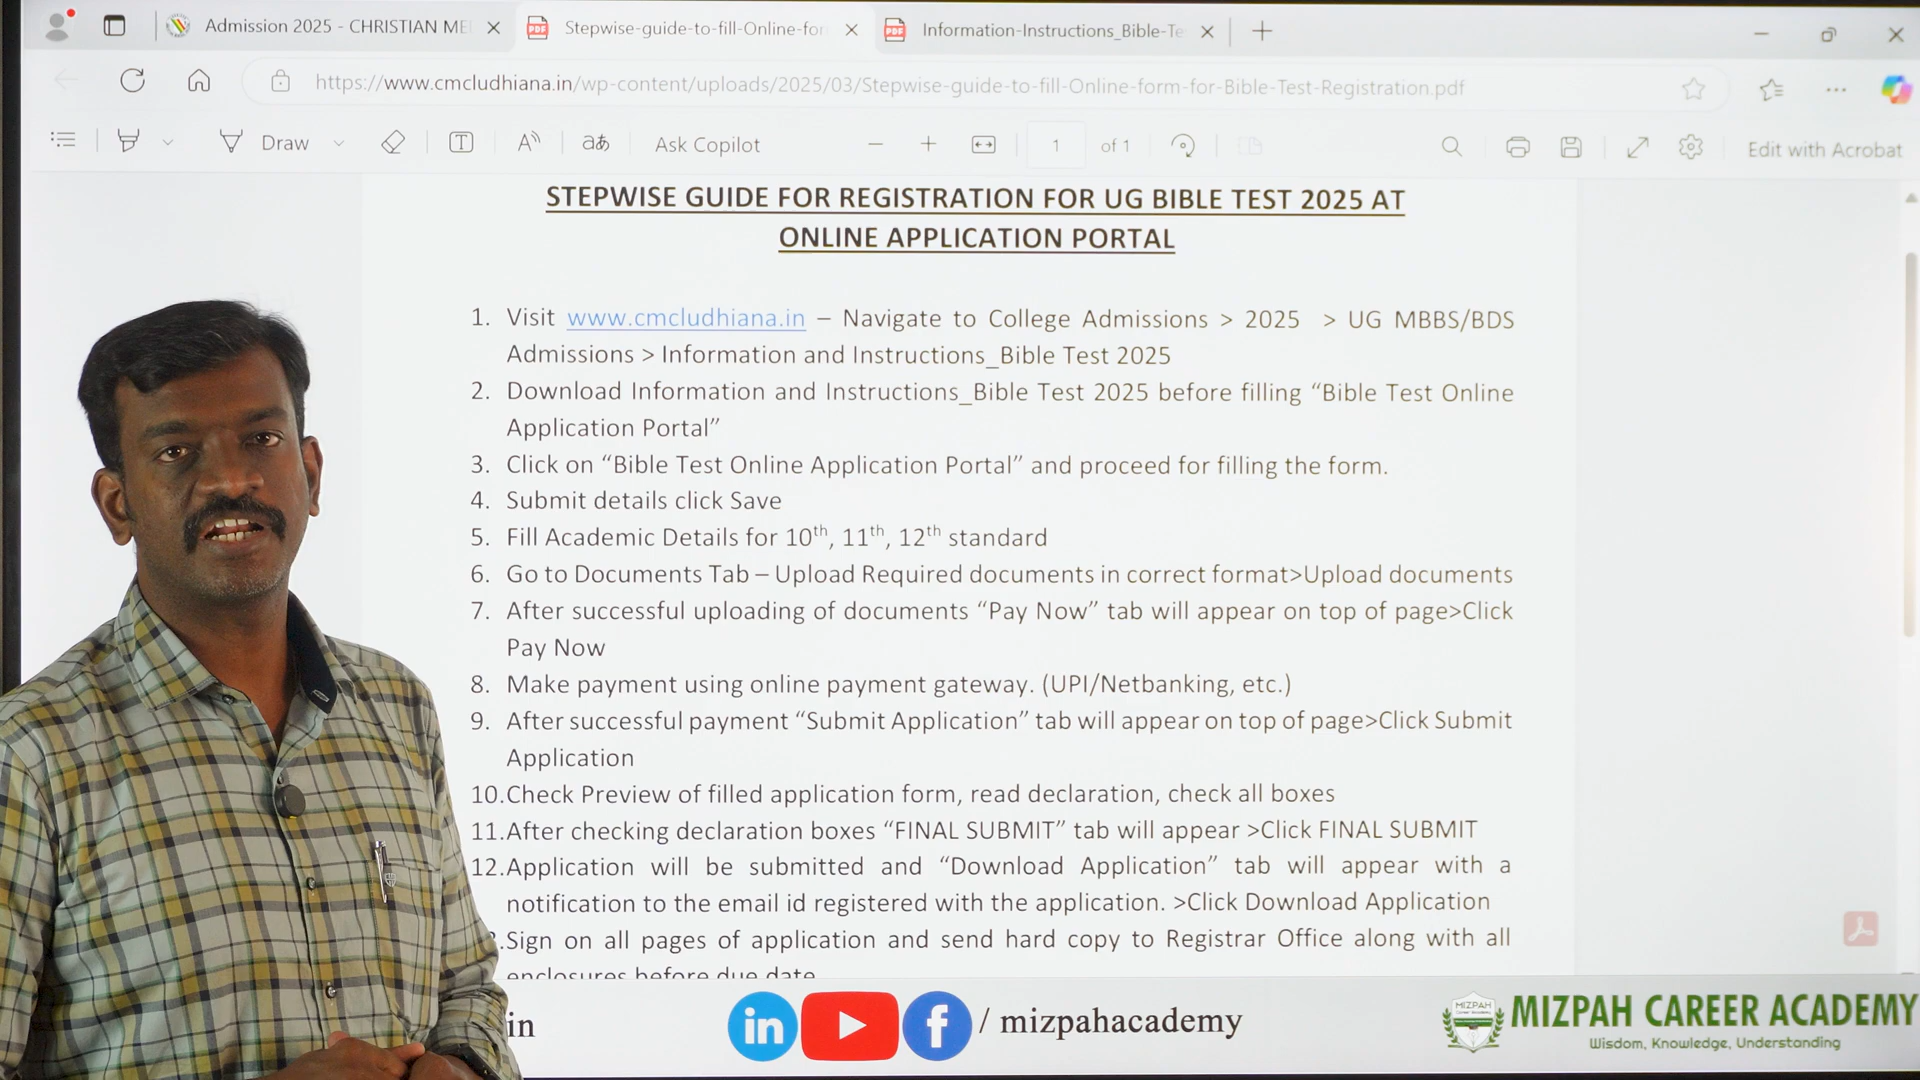 Admission 2025 - CHRISTIAN ME
Stepwise-guide-to-fill-Online-for
Information-Instructions_Bible-Te
https://www.cmcludhiana.in/wp-content/uploads/2025/03/Stepwise-guide-to-fill-Online-form-for-Bible-Test-Registration.pdf
Draw
T
A
aあ
Ask Copilot
1
of 1
Edit with Acrobat
STEPWISE GUIDE FOR REGISTRATION FOR UG BIBLE TEST 2025 AT
ONLINE APPLICATION PORTAL
1. Visit www.cmcludhiana.in – Navigate to College Admissions > 2025 > UG MBBS/BDS
Admissions > Information and Instructions_Bible Test 2025
2. Download Information and Instructions_Bible Test 2025 before filling “Bible Test Online
Application Portal”
3. Click on “Bible Test Online Application Portal” and proceed for filling the form.
4. Submit details click Save
5. Fill Academic Details for 10th, 11th, 12th standard
6. Go to Documents Tab – Upload Required documents in correct format>Upload documents
7. After successful uploading of documents “Pay Now” tab will appear on top of page>Click
Pay Now
8. Make payment using online payment gateway. (UPI/Netbanking, etc.)
9. After successful payment “Submit Application” tab will appear on top of page>Click Submit
Application
10.Check Preview of filled application form, read declaration, check all boxes
11.After checking declaration boxes “FINAL SUBMIT” tab will appear >Click FINAL SUBMIT
12.Application will be submitted and “Download Application” tab will appear with a
notification to the email id registered with the application. >Click Download Application
.Sign on all pages of application and send hard copy to Registrar Office along with all
enclosures before due date
in
in
f
/ mizpahacademy
MIZPAH
MIZPAH CAREER ACADEMY
Wisdom, Knowledge, Understanding